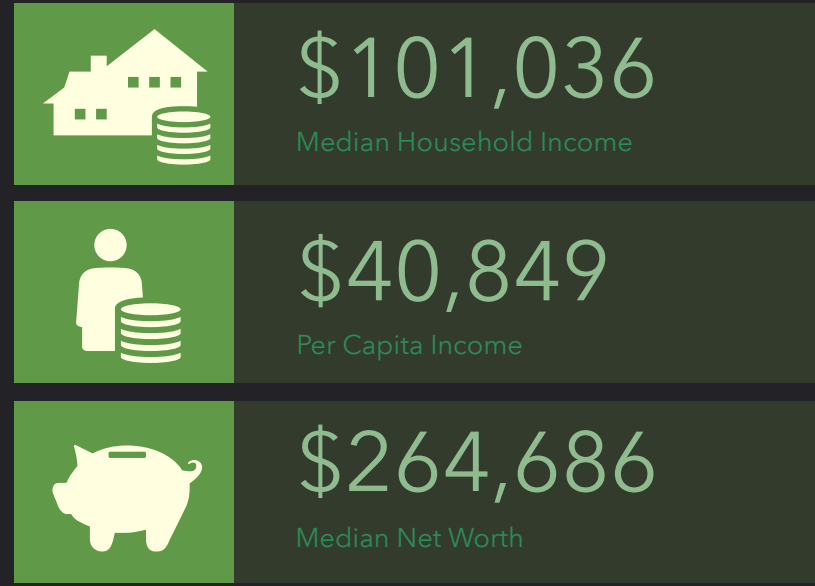 $101,036
Median Household Income
$40,849
Per Capita Income
$264,686
Median Net Worth